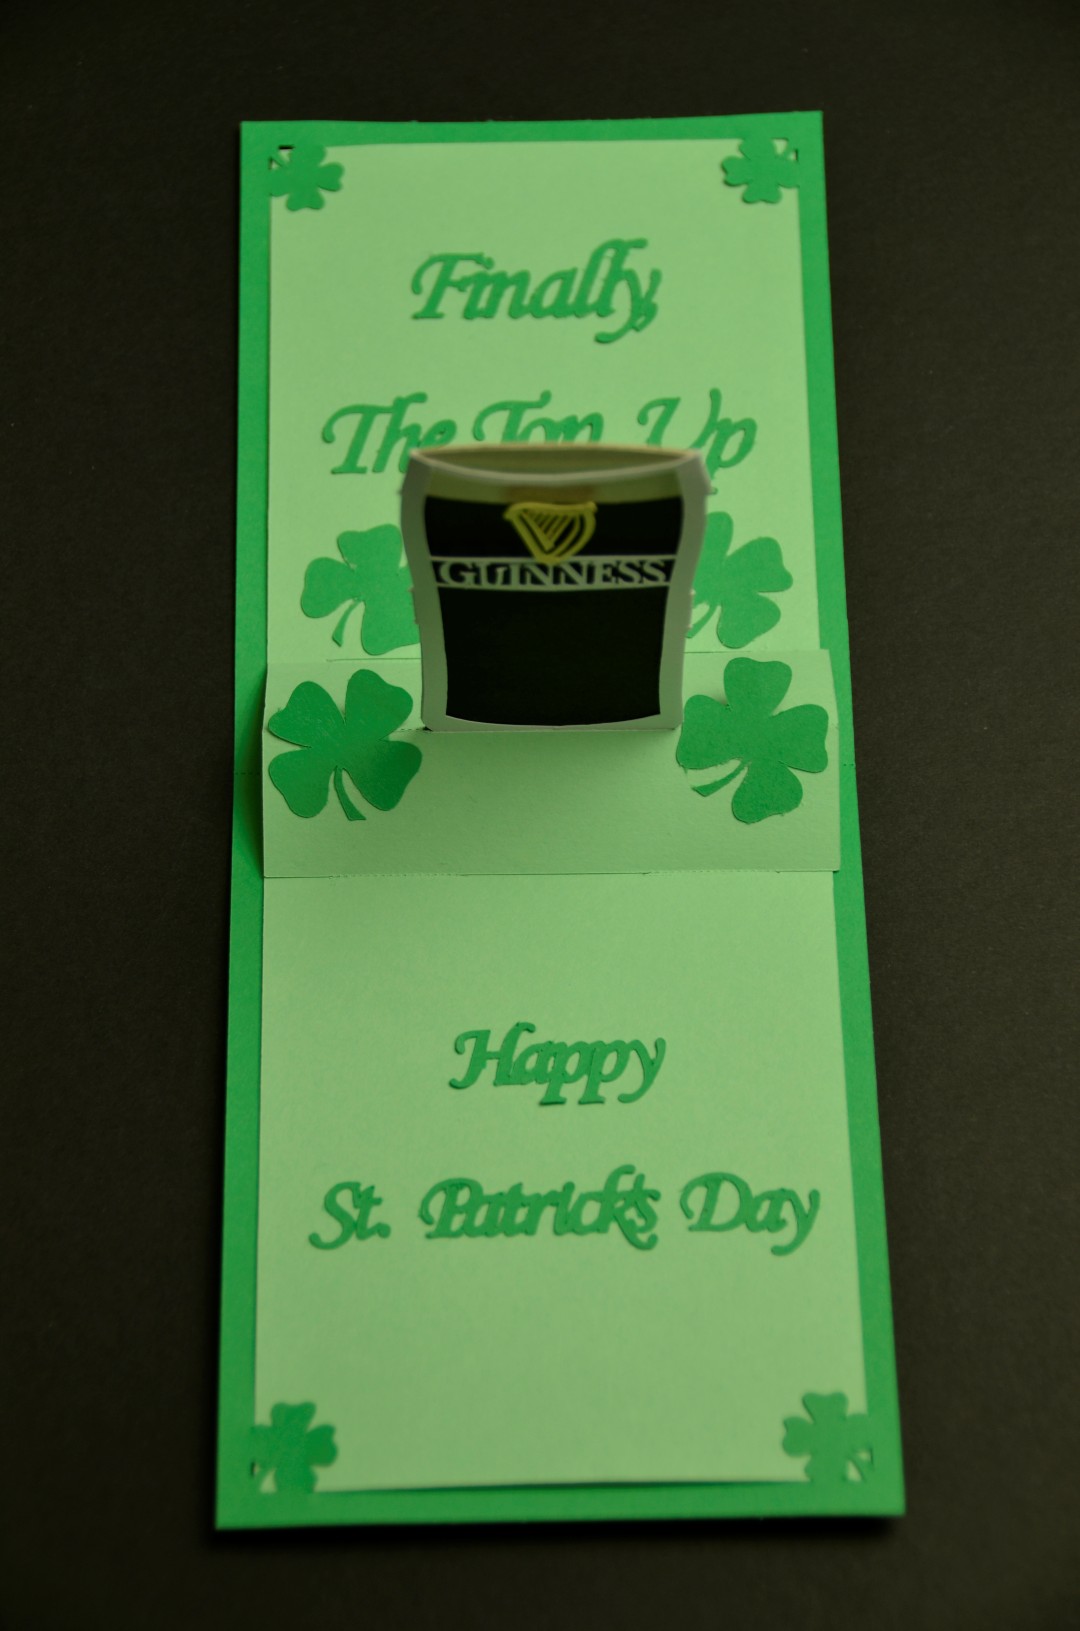 Finally,
The Top Up
GUINNESS
Happy
St. Patrick's Day